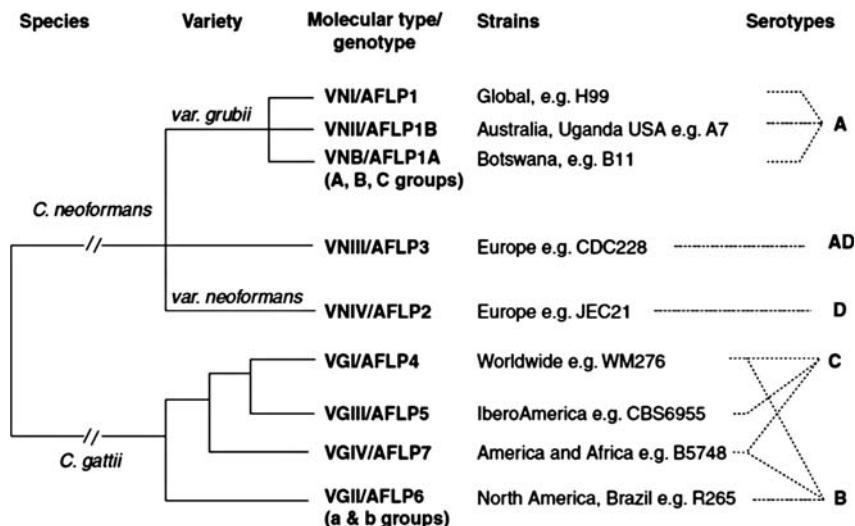 Species Variety Molecular type/ Strains Serotypes
genotype
VNI/AFLP1 Global, e.g. H99
var. grubii
VNII/AFLP1B Australia, Uganda USA e.g. A7 A
VNB/AFLP1A Botswana, e.g. B11
(A, B, C groups)
C. neoformans
VNIII/AFLP3 Europe e.g. CDC228 AD
var. neoformans
VNIV/AFLP2 Europe e.g. JEC21 D
VGI/AFLP4 Worldwide e.g. WM276 C
VGIII/AFLP5 IberoAmerica e.g. CBS6955
VGIV/AFLP7 America and Africa e.g. B5748
C. gattii
VGII/AFLP6 North America, Brazil e.g. R265 B
(a & b groups)